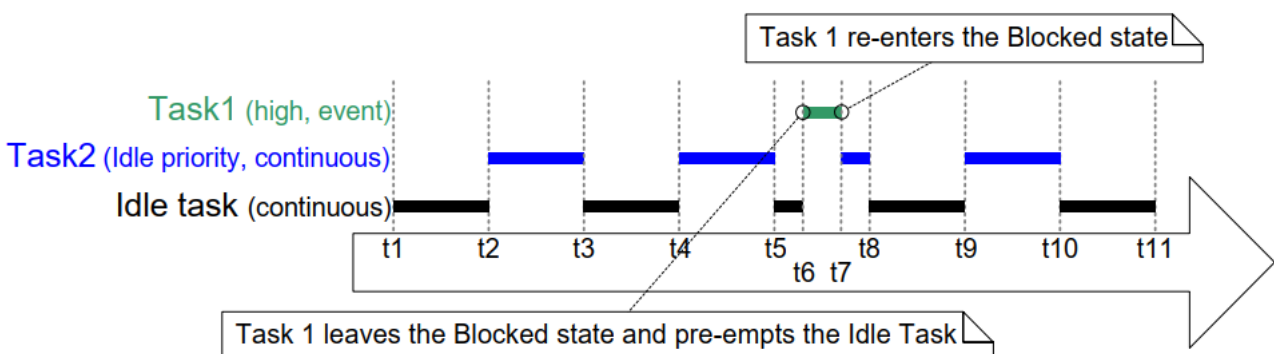 Task 1 re-enters the Blocked state
Task1 (high, event)
Task2 (Idle priority, continuous)
Idle task (continuous)
t1 t2 t3 t4 t5 t8 t9 t10 t11
t6 t7
Task 1 leaves the Blocked state and pre-empts the Idle Task